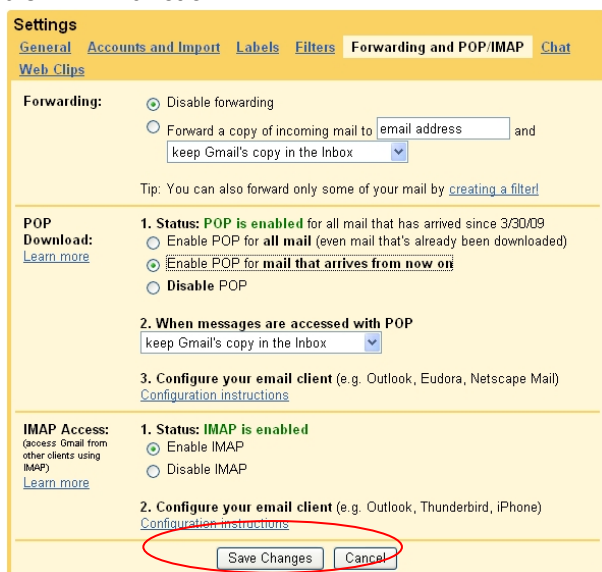 Settings
General Accounts and Import Labels Filters Forwarding and POP/IMAP Chat
Web Clips
Forwarding:
Disable forwarding
Forward a copy of incoming mail to email address and
keep Gmail's copy in the Inbox
Tip: You can also forward only some of your mail by creating a filter!
POP
Download:
Learn more
1. Status: POP is enabled for all mail that has arrived since 3/30/09
Enable POP for all mail (even mail that's already been downloaded)
Enable POP for mail that arrives from now on
Disable POP
2. When messages are accessed with POP
keep Gmail's copy in the Inbox
3. Configure your email client (e.g. Outlook, Eudora, Netscape Mail)
Configuration instructions
IMAP Access:
(access Gmail from
other clients using
IMAP)
Learn more
1. Status: IMAP is enabled
Enable IMAP
Disable IMAP
2. Configure your email client (e.g. Outlook, Thunderbird, iPhone)
Configuration instructions
Save Changes Cancel